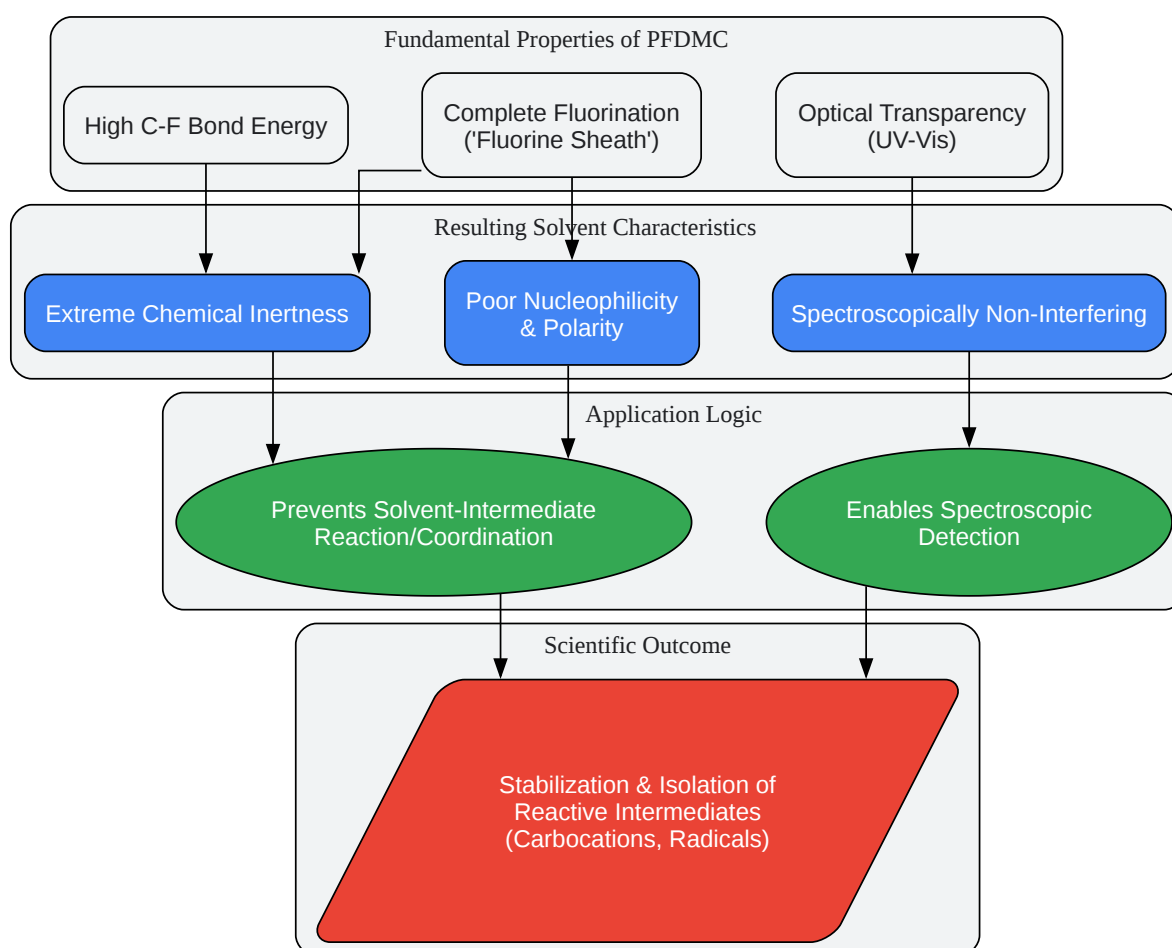 Fundamental Properties of PFDMC
High C-F Bond Energy
Complete Fluorination
('Fluorine Sheath')
Optical Transparency
(UV-Vis)
Resulting Solvent Characteristics
Extreme Chemical Inertness
Poor Nucleophilicity
& Polarity
Spectroscopically Non-Interfering
Application Logic
Prevents Solvent-Intermediate
Reaction/Coordination
Enables Spectroscopic
Detection
Scientific Outcome
Stabilization & Isolation of
Reactive Intermediates
(Carbocations, Radicals)